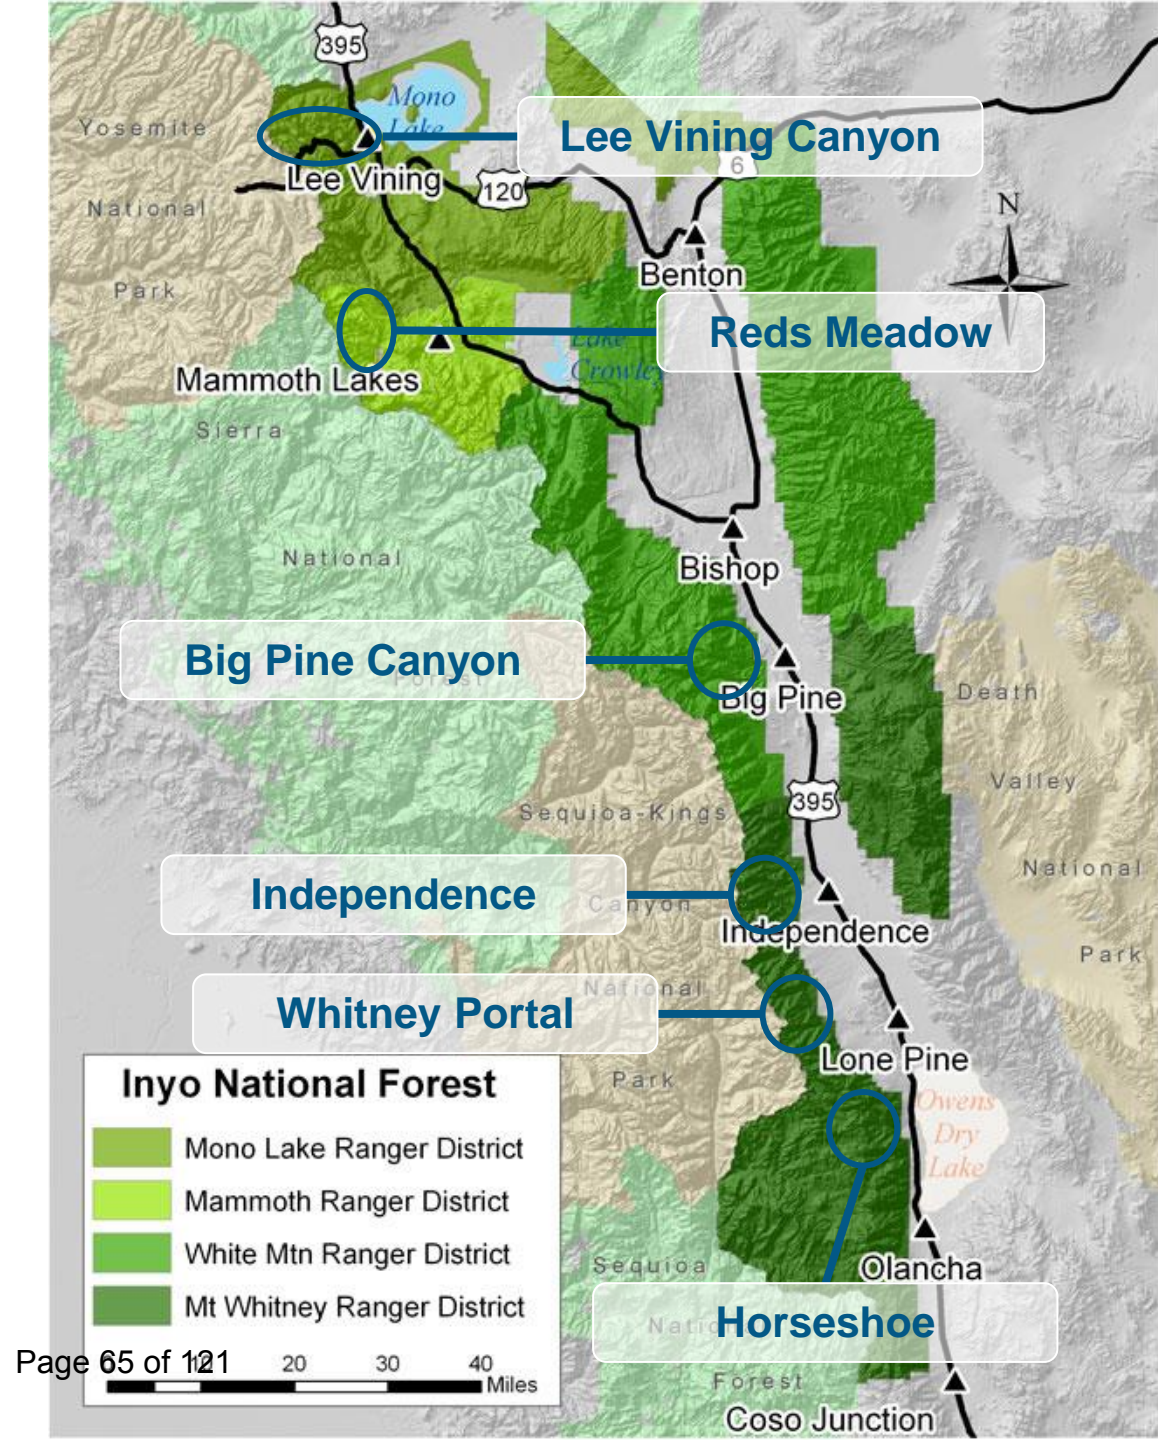 395
Mono
Lake
Yosemite
Lee Vining Canyon
6
Lee Vining
120
National
N
Benton
Park
Reds Meadow
Lake
Crowley
Mammoth Lakes
Sierra
National
Bishop
Big Pine Canyon
Forest
Big Pine
Death
Valley
395
Sequioa-Kings
National
Independence
Canyon
Independence
Park
National
Whitney Portal
Lone Pine
Park
Inyo National Forest
Owens
Dry
Lake
Mono Lake Ranger District
Mammoth Ranger District
White Mtn Ranger District
Mt Whitney Ranger District
Olancha
Sequioa
Horseshoe
National
Page 65 of 121
20 30 40
Miles
Forest
Coso Junction